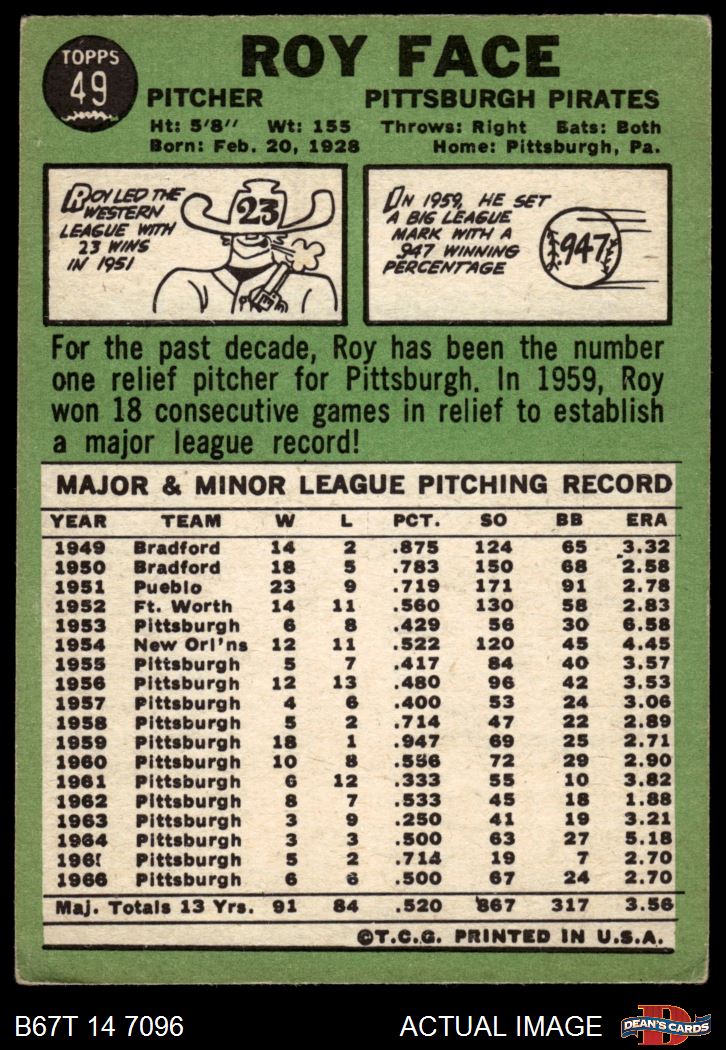 TOPPS
49
ROY FACE
PITCHER PITTSBURGH PIRATES
Ht: 5'8" Wt: 155 Throws: Right Bats: Both
Born: Feb. 20, 1928 Home: Pittsburgh, Pa.
ROY LED THE
WESTERN
LEAGUE WITH
23 WINS
IN 1951
23
IN 1959, HE SET
A BIG LEAGUE
MARK WITH A
.947 WINNING
PERCENTAGE
.947
For the past decade, Roy has been the number
one relief pitcher for Pittsburgh. In 1959, Roy
won 18 consecutive games in relief to establish
a major league record!
MAJOR & MINOR LEAGUE PITCHING RECORD
YEAR TEAM W L PCT. SO BB ERA
1949 Bradford 14 2 .875 124 65 3.32
1950 Bradford 18 5 .783 150 68 2.58
1951 Pueblo 23 9 .719 171 91 2.78
1952 Ft. Worth 14 11 .560 130 58 2.83
1953 Pittsburgh 6 8 .429 56 30 6.58
1954 New Orl'ns 12 11 .522 120 45 4.45
1955 Pittsburgh 5 7 .417 84 40 3.57
1956 Pittsburgh 12 13 .480 96 42 3.53
1957 Pittsburgh 4 6 .400 53 24 3.06
1958 Pittsburgh 5 2 .714 47 22 2.89
1959 Pittsburgh 18 1 .947 69 25 2.71
1960 Pittsburgh 10 8 .556 72 29 2.90
1961 Pittsburgh 6 12 .333 55 10 3.82
1962 Pittsburgh 8 7 .533 45 18 1.88
1963 Pittsburgh 3 9 .250 41 19 3.21
1964 Pittsburgh 3 3 .500 63 27 5.18
Pittsburgh 5 2 .714 19 7 2.70
1966 Pittsburgh 6 6 .500 67 24 2.70
Maj. Totals 13 Yrs. 91 84 .520 867 317 3.56
©T.C.G. PRINTED IN U.S.A.
B67T 14 7096 ACTUAL IMAGE
D
DEAN'S CARDS